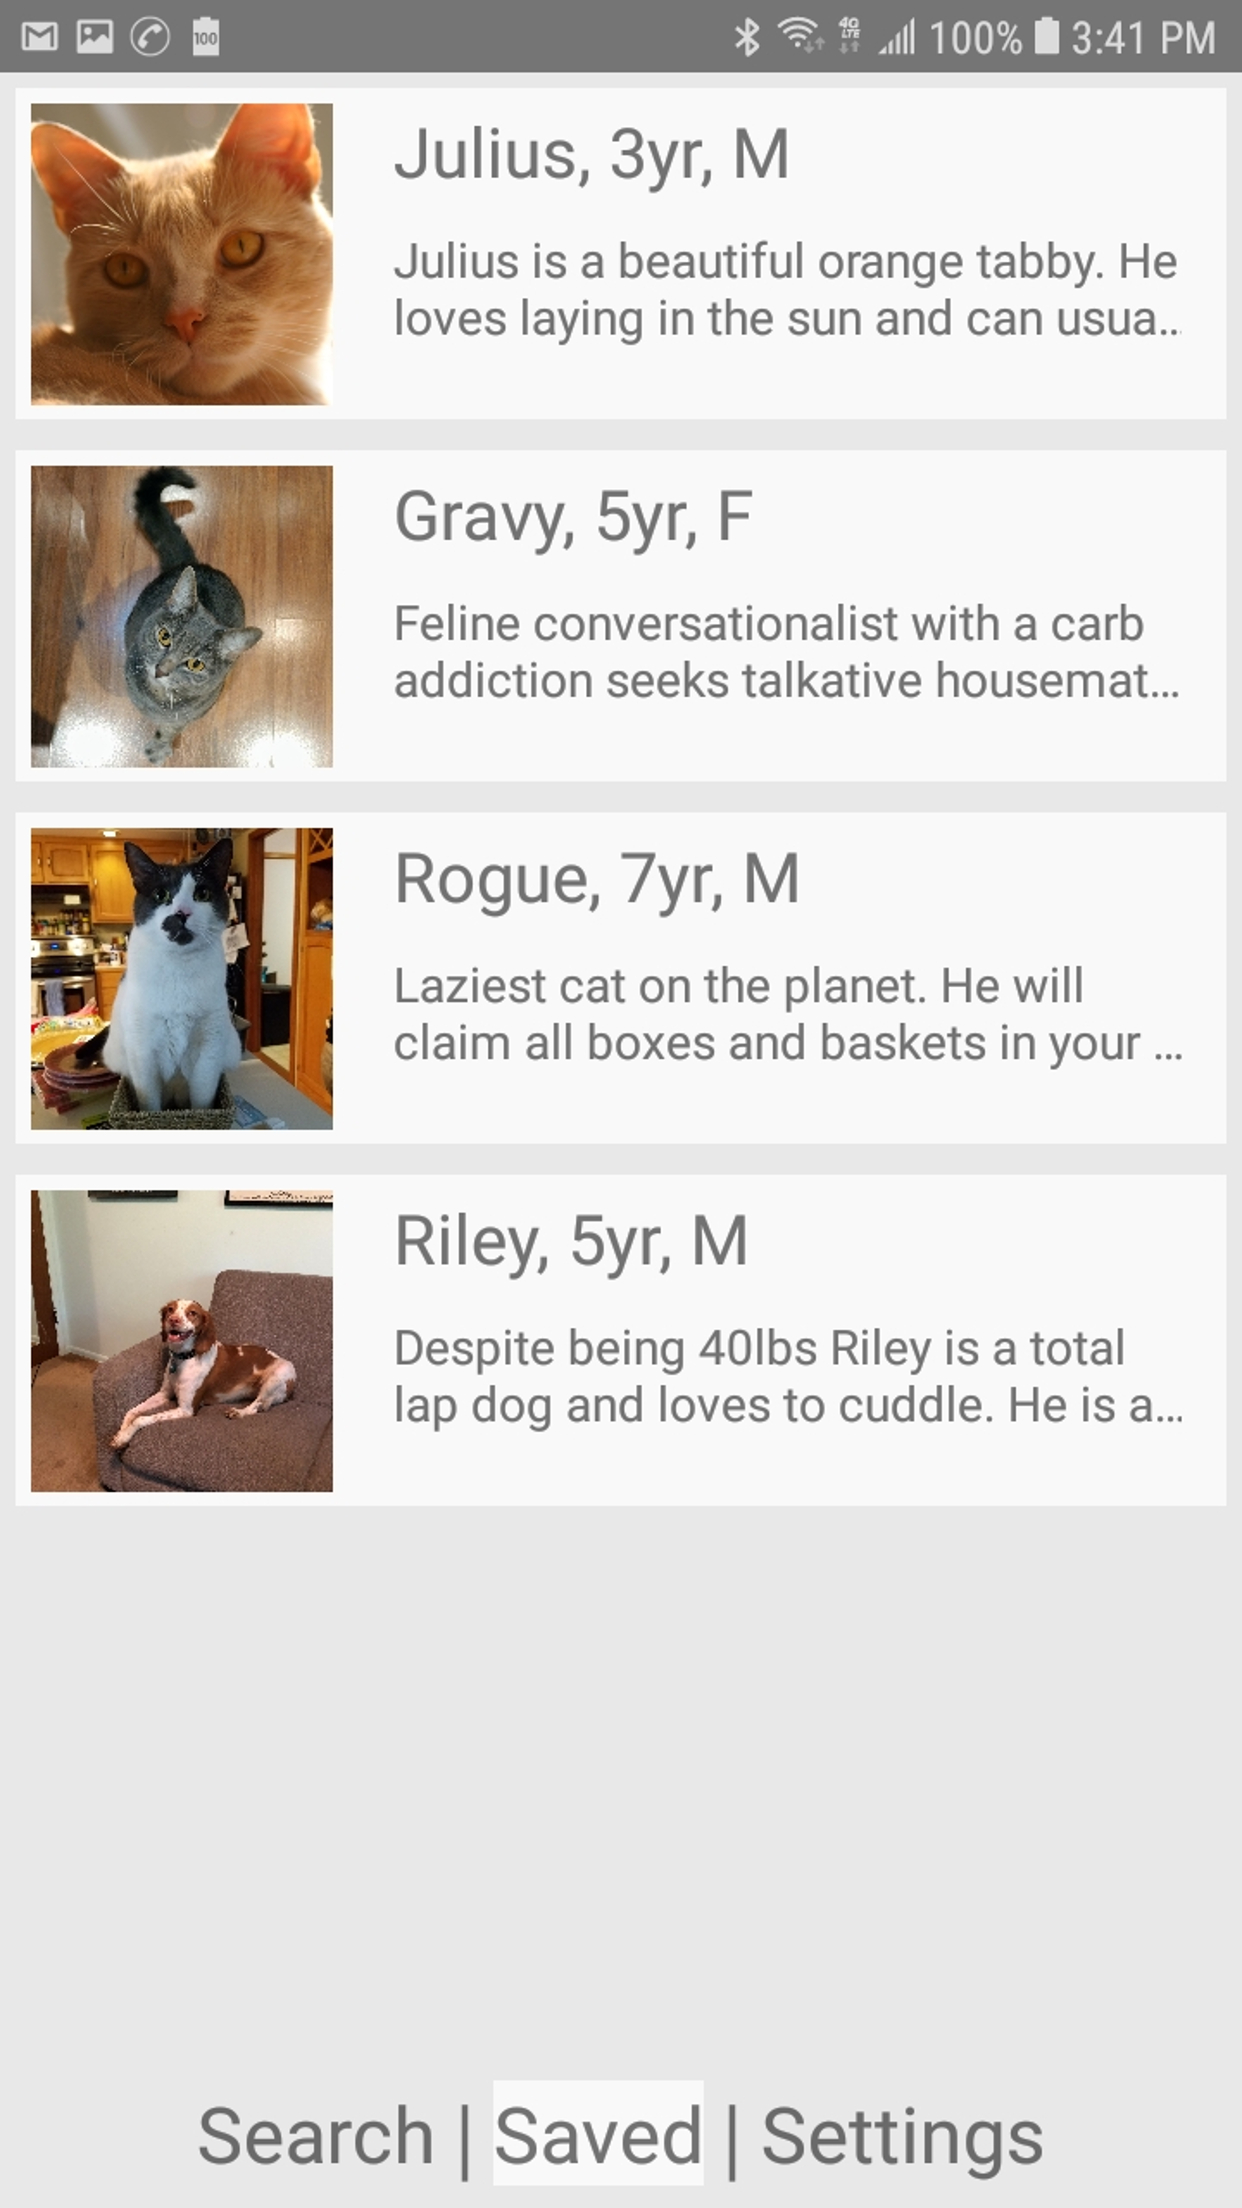 100
4G LTE 100% 3:41 PM
Julius, 3yr, M
Julius is a beautiful orange tabby. He
loves laying in the sun and can usua…
Gravy, 5yr, F
Feline conversationalist with a carb
addiction seeks talkative housemat…
Rogue, 7yr, M
Laziest cat on the planet. He will
claim all boxes and baskets in your …
Riley, 5yr, M
Despite being 40lbs Riley is a total
lap dog and loves to cuddle. He is a…
Search | Saved | Settings